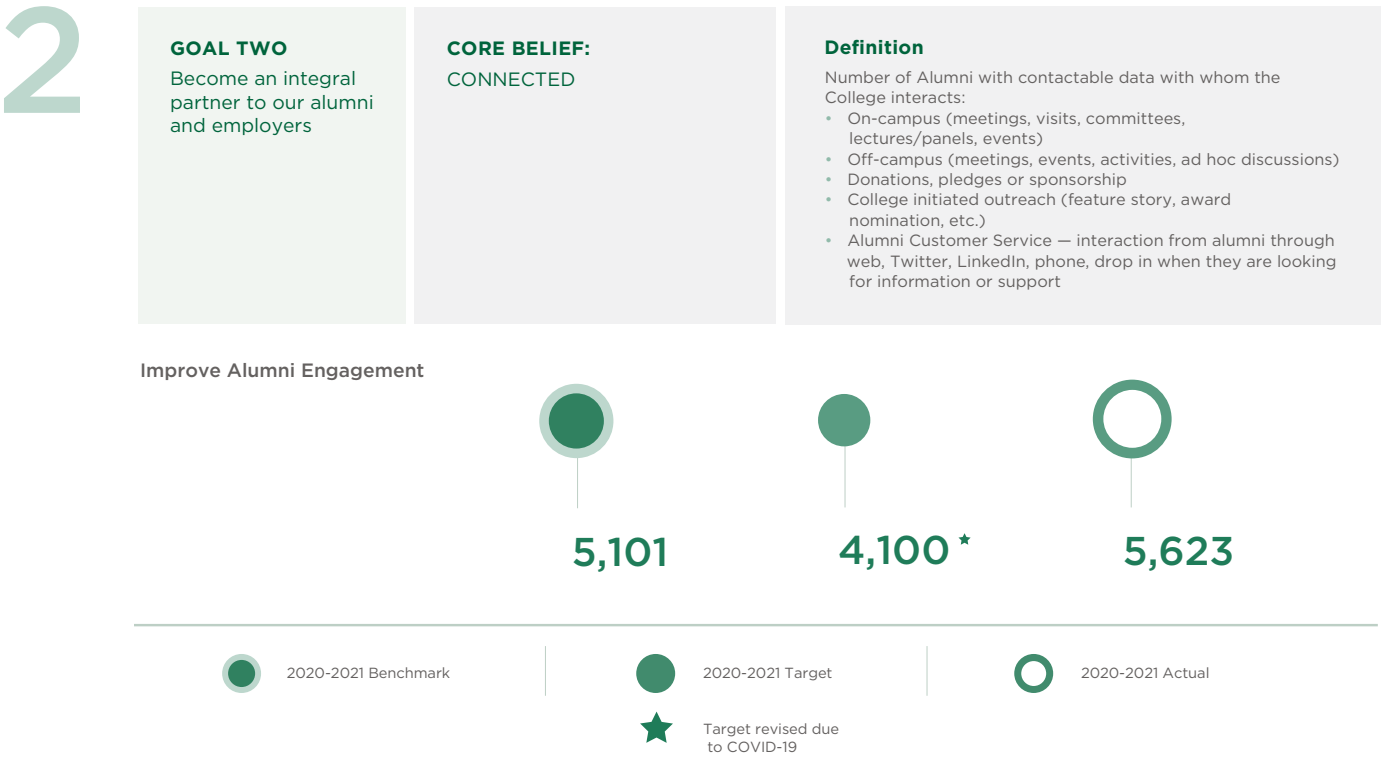 2
GOAL TWO
Become an integral
partner to our alumni
and employers
CORE BELIEF:
CONNECTED
Definition
Number of Alumni with contactable data with whom the
College interacts:
• On-campus (meetings, visits, committees,
lectures/panels, events)
• Off-campus (meetings, events, activities, ad hoc discussions)
• Donations, pledges or sponsorship
• College initiated outreach (feature story, award
nomination, etc.)
• Alumni Customer Service — interaction from alumni through
web, Twitter, LinkedIn, phone, drop in when they are looking
for information or support
Improve Alumni Engagement
5,101
4,100 ★
5,623
2020-2021 Benchmark
2020-2021 Target
2020-2021 Actual
★ Target revised due
to COVID-19